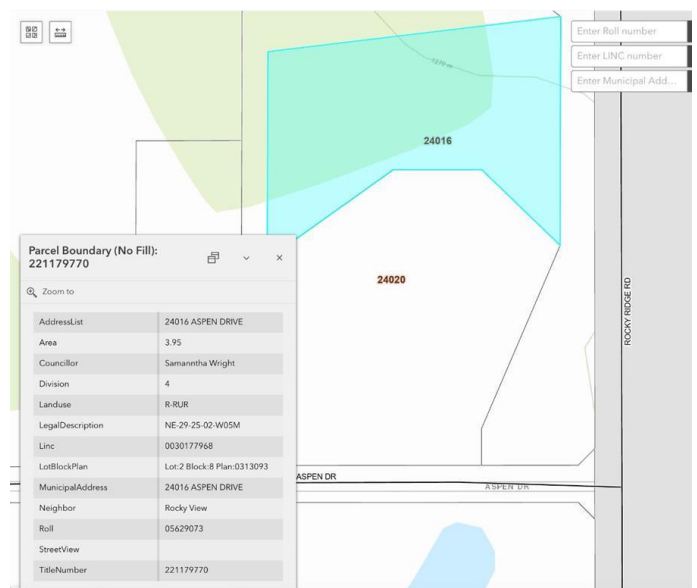 Enter Roll number
Enter LINC number
Enter Municipal Add...
1270 m
24016
24020
ROCKY RIDGE RD
ASPEN DR
ASPEN DR
Parcel Boundary (No Fill):
221179770
Zoom to
AddressList 24016 ASPEN DRIVE
Area 3.95
Councillor Samanntha Wright
Division 4
Landuse R-RUR
LegalDescription NE-29-25-02-W05M
Linc 0030177968
LotBlockPlan Lot:2 Block:8 Plan:0313093
MunicipalAddress 24016 ASPEN DRIVE
Neighbor Rocky View
Roll 05629073
StreetView
TitleNumber 221179770